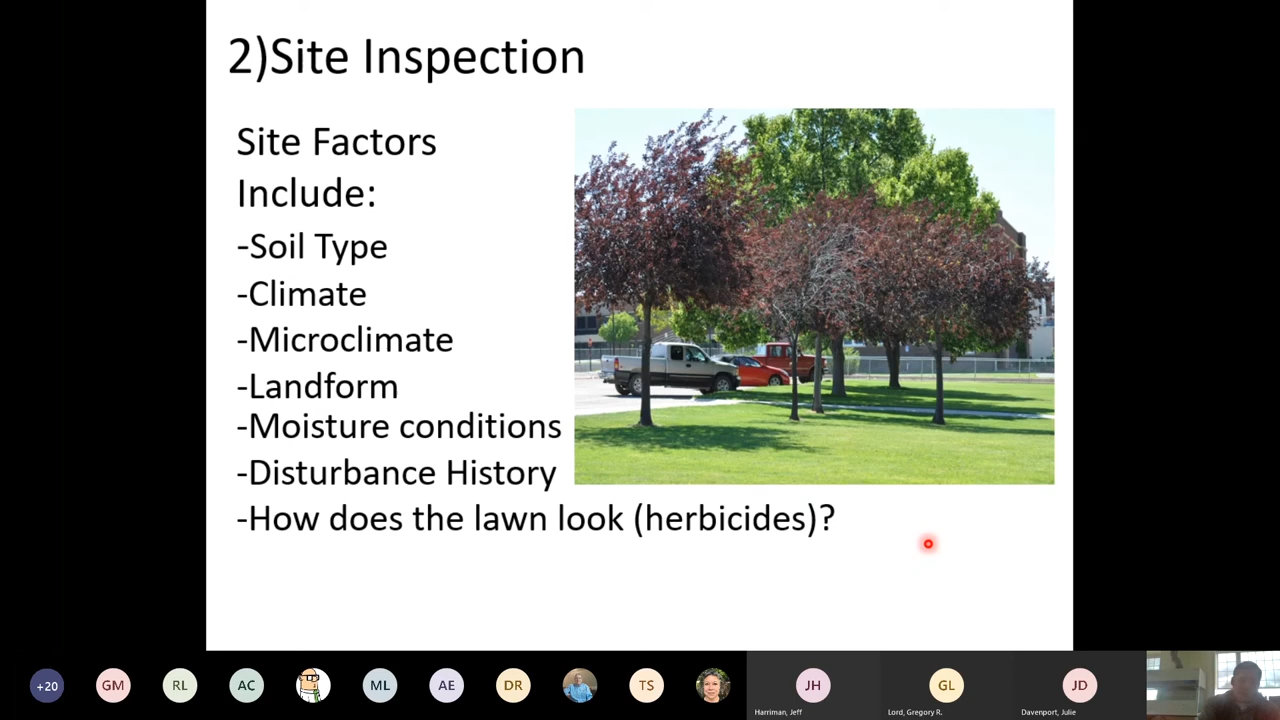 2)Site Inspection
Site Factors
Include:
-Soil Type
-Climate
-Microclimate
-Landform
-Moisture conditions
-Disturbance History
-How does the lawn look (herbicides)?
+20
GM
RL
AC
ML
AE
DR
TS
JH
GL
JD
Harriman, Jeff
Lord, Gregory R.
Davenport, Julie